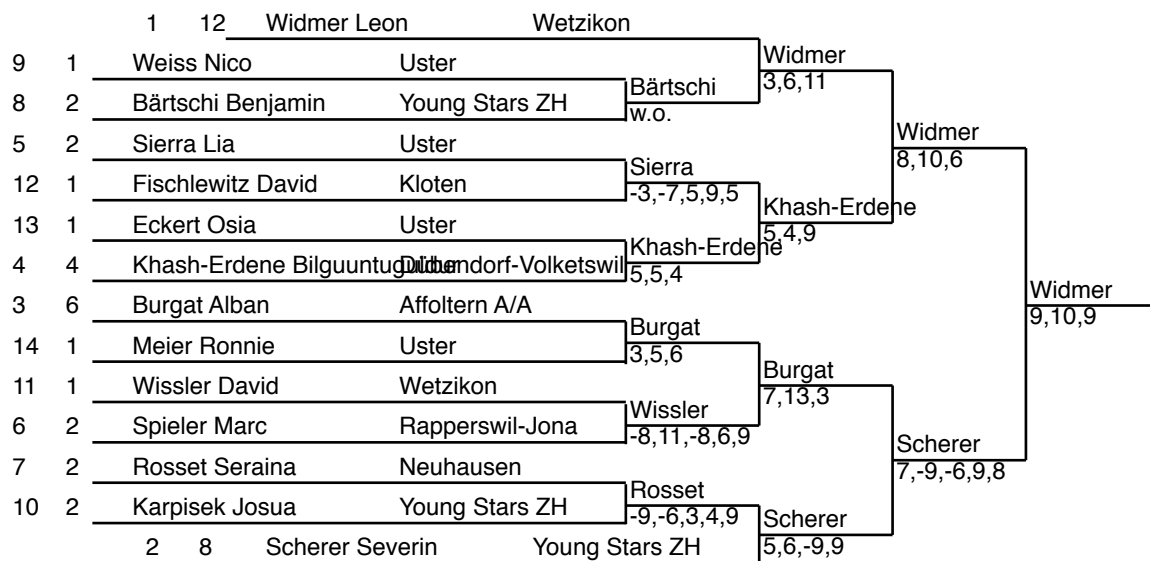 1 12 Widmer Leon Wetzikon
Widmer
9 1 Weiss Nico Uster
3,6,11
Bärtschi
8 2 Bärtschi Benjamin Young Stars ZH
w.o.
Widmer
5 2 Sierra Lia Uster
8,10,6
Sierra
12 1 Fischlewitz David Kloten
-3,-7,5,9,5
Khash-Erdene
13 1 Eckert Osia Uster
5,4,9
Khash-Erdene
4 4 Khash-Erdene Bilguuntuguldur Dübendorf-Volketswil
5,5,4
Widmer
3 6 Burgat Alban Affoltern A/A
9,10,9
Burgat
14 1 Meier Ronnie Uster
3,5,6
Burgat
11 1 Wissler David Wetzikon
7,13,3
Wissler
6 2 Spieler Marc Rapperswil-Jona
-8,11,-8,6,9
Scherer
7 2 Rosset Seraina Neuhausen
7,-9,-6,9,8
Rosset
10 2 Karpisek Josua Young Stars ZH
-9,-6,3,4,9
Scherer
2 8 Scherer Severin Young Stars ZH
5,6,-9,9